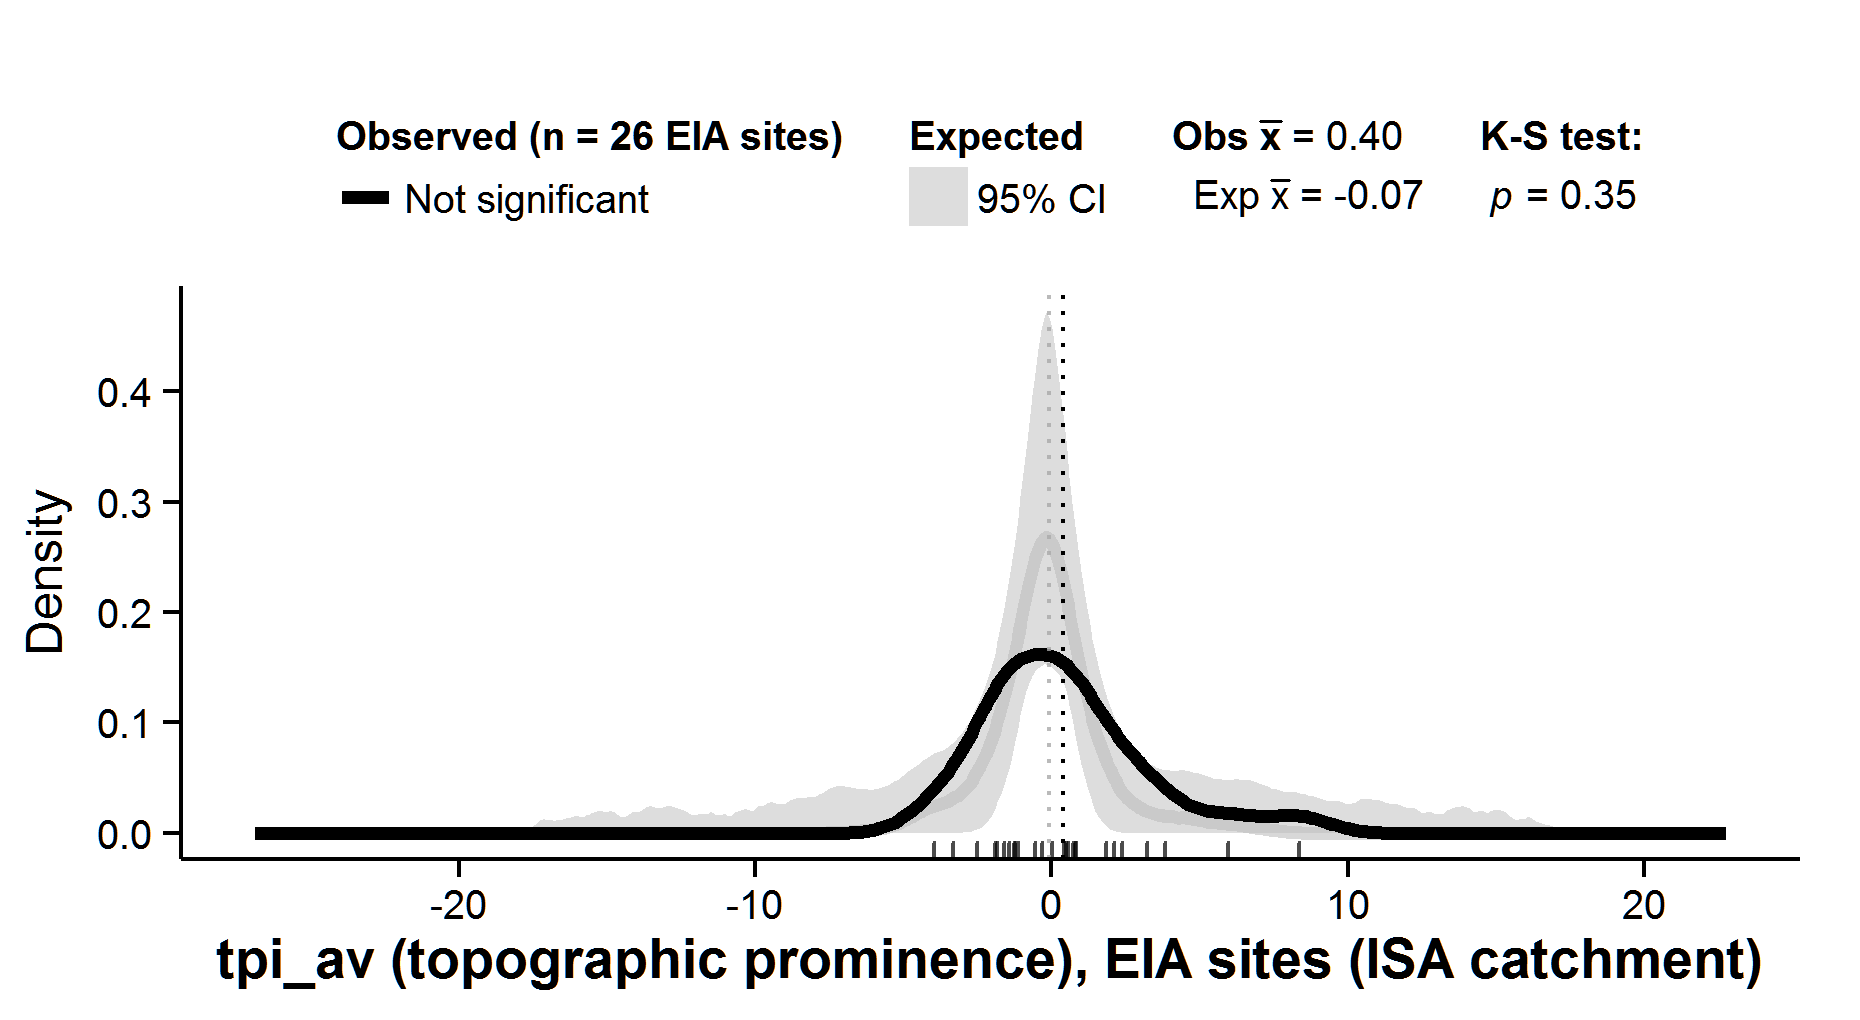 Observed (n = 26 EIA sites) Expected Obs x̅ = 0.40 K-S test:
Not significant 95% CI Exp x̅ = -0.07 p = 0.35
Density
0.4
0.3
0.2
0.1
0.0
-20 -10 0 10 20
tpi_av (topographic prominence), EIA sites (ISA catchment)